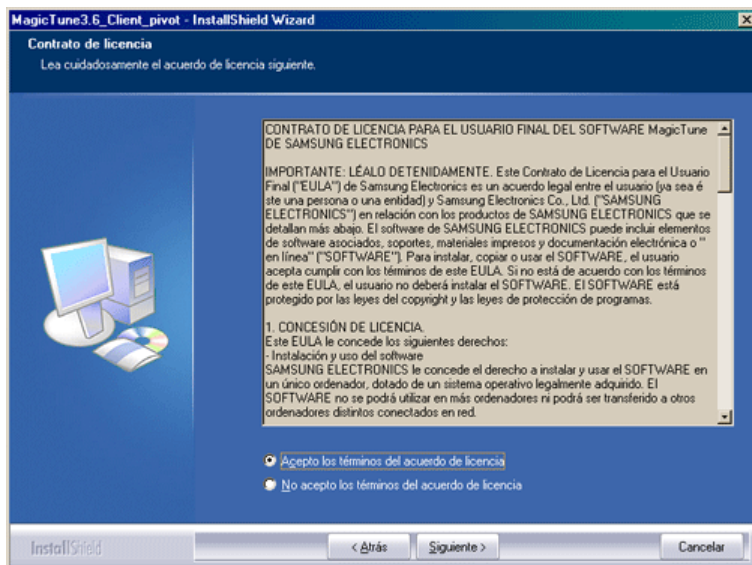 MagicTune3.6_Client_pivot - InstallShield Wizard
Contrato de licencia
Lea cuidadosamente el acuerdo de licencia siguiente.
CONTRATO DE LICENCIA PARA EL USUARIO FINAL DEL SOFTWARE MagicTune
DE SAMSUNG ELECTRONICS
IMPORTANTE: LÉALO DETENIDAMENTE. Este Contrato de Licencia para el Usuario
Final ("EULA") de Samsung Electronics es un acuerdo legal entre el usuario (ya sea é
ste una persona o una entidad) y Samsung Electronics Co., Ltd. ("SAMSUNG
ELECTRONICS") en relación con los productos de SAMSUNG ELECTRONICS que se
detallan más abajo. El software de SAMSUNG ELECTRONICS puede incluir elementos
de software asociados, soportes, materiales impresos y documentación electrónica o "
en línea" ("SOFTWARE"). Para instalar, copiar o usar el SOFTWARE, el usuario
acepta cumplir con los términos de este EULA. Si no está de acuerdo con los términos
de este EULA, el usuario no deberá instalar el SOFTWARE. El SOFTWARE está
protegido por las leyes del copyright y las leyes de protección de programas.
1. CONCESIÓN DE LICENCIA.
Este EULA le concede los siguientes derechos:
- Instalación y uso del software
SAMSUNG ELECTRONICS le concede el derecho a instalar y usar el SOFTWARE en
un único ordenador, dotado de un sistema operativo legalmente adquirido. El
SOFTWARE no se podrá utilizar en más ordenadores ni podrá ser transferido a otros
ordenadores distintos conectados en red.
Acepto los términos del acuerdo de licencia
No acepto los términos del acuerdo de licencia
InstallShield
< Atrás
Siguiente >
Cancelar